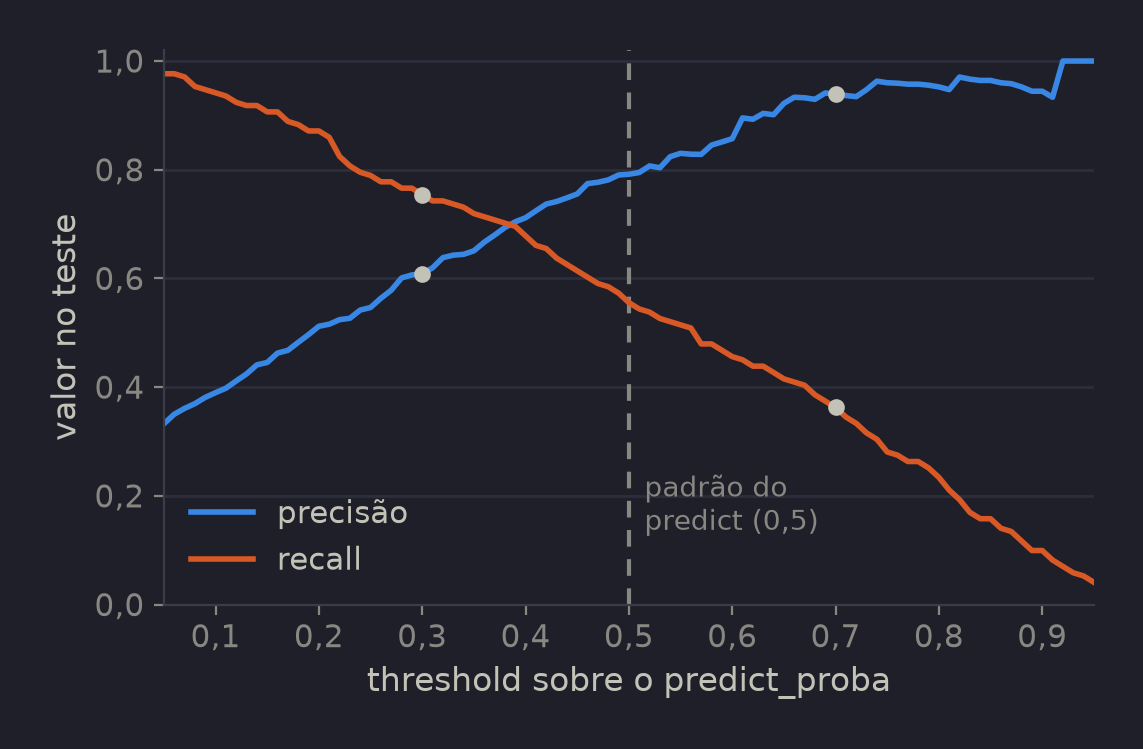 1,0
0,8
0,6
0,4
0,2
0,0
valor no teste
precisão
recall
padrão do
predict (0,5)
0,1 0,2 0,3 0,4 0,5 0,6 0,7 0,8 0,9
threshold sobre o predict_proba